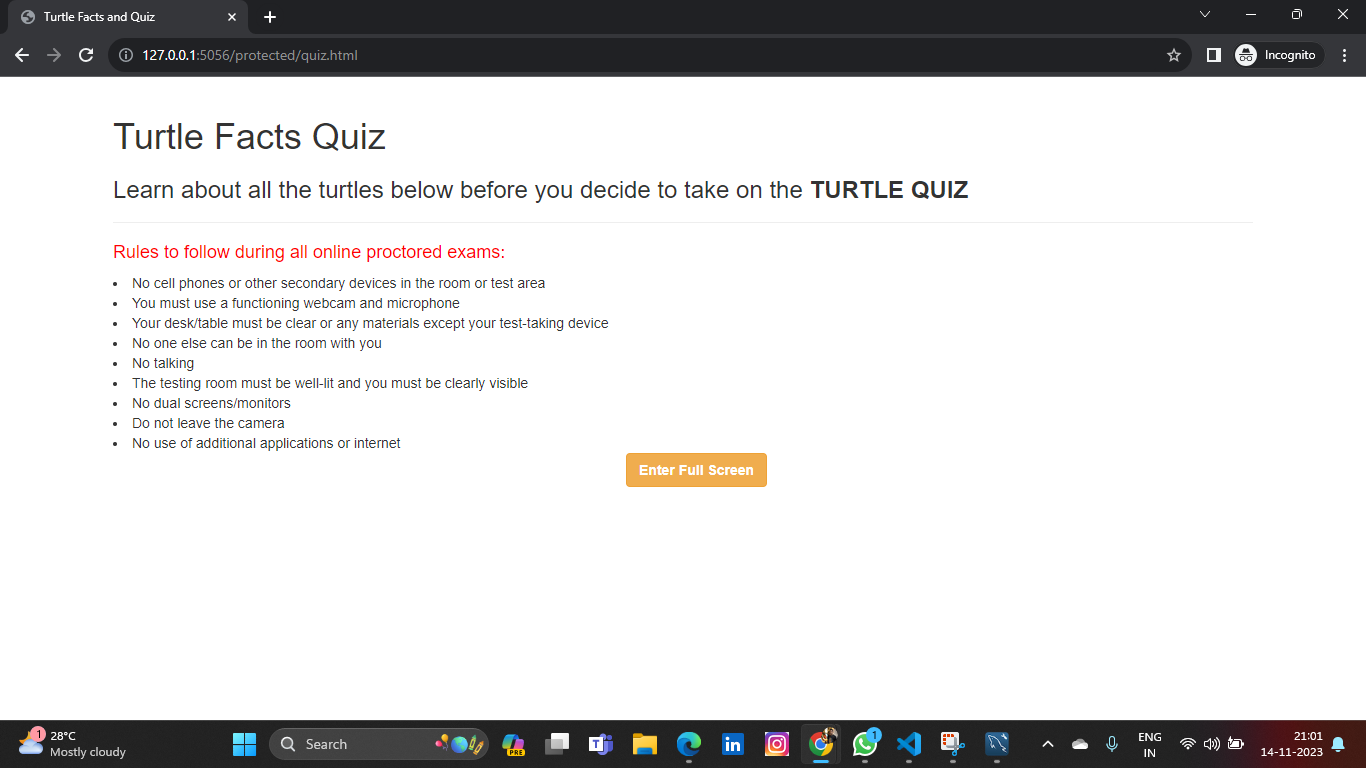 Turtle Facts and Quiz
127.0.0.1:5056/protected/quiz.html
Incognito
Turtle Facts Quiz
Learn about all the turtles below before you decide to take on the TURTLE QUIZ
Rules to follow during all online proctored exams:
No cell phones or other secondary devices in the room or test area
You must use a functioning webcam and microphone
Your desk/table must be clear or any materials except your test-taking device
No one else can be in the room with you
No talking
The testing room must be well-lit and you must be clearly visible
No dual screens/monitors
Do not leave the camera
No use of additional applications or internet
Enter Full Screen
1
28°C
Mostly cloudy
Search
PRE
T
in
1
ENG
IN
21:01
14-11-2023